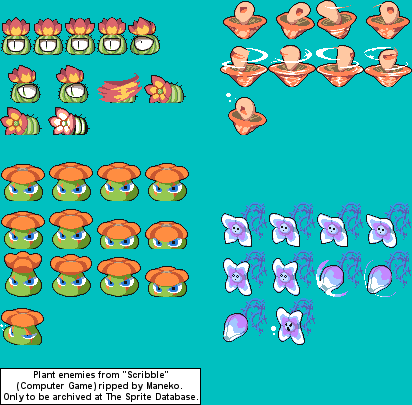 Plant enemies from "Scribble"
(Computer Game) ripped by Maneko.
Only to be archived at The Sprite Database.